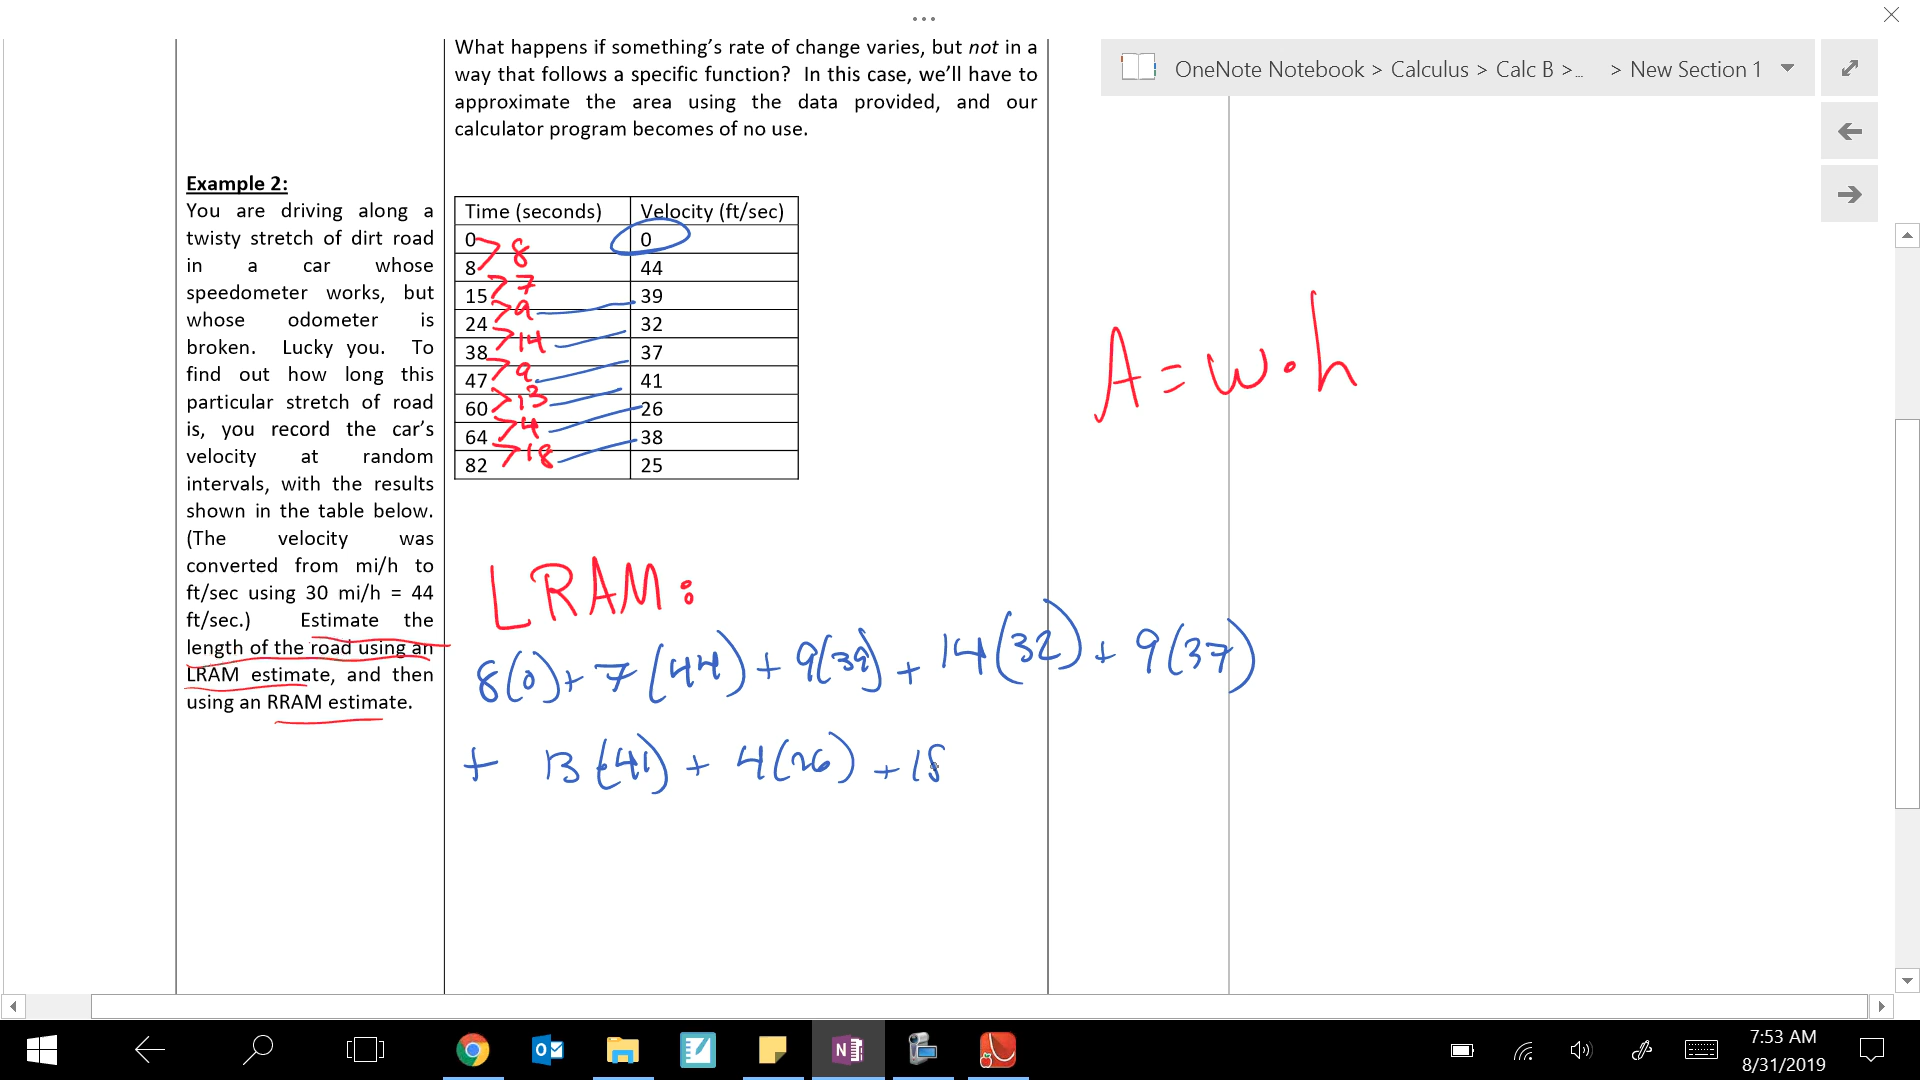 What happens if something's rate of change varies, but not in a
way that follows a specific function? In this case, we'll have to
approximate the area using the data provided, and our
calculator program becomes of no use.
OneNote Notebook > Calculus > Calc B >... > New Section 1
Example 2:
You are driving along a
twisty stretch of dirt road
in a car whose
speedometer works, but
whose odometer is
broken. Lucky you. To
find out how long this
particular stretch of road
is, you record the car's
velocity at random
intervals, with the results
shown in the table below.
(The velocity was
converted from mi/h to
ft/sec using 30 mi/h = 44
ft/sec.) Estimate the
length of the road using an
LRAM estimate, and then
using an RRAM estimate.
Time (seconds) Velocity (ft/sec)
0 0
> 8
8 44
> 7
15 39
> 9
24 32
> 14
38 37
> 9
47 41
> 13
60 26
> 4
64 38
> 18
82 25
A = w · h
LRAM:
8(0) + 7(44) + 9(39) + 14(32) + 9(37)
+ 13(41) + 4(26) + 18
7:53 AM
8/31/2019